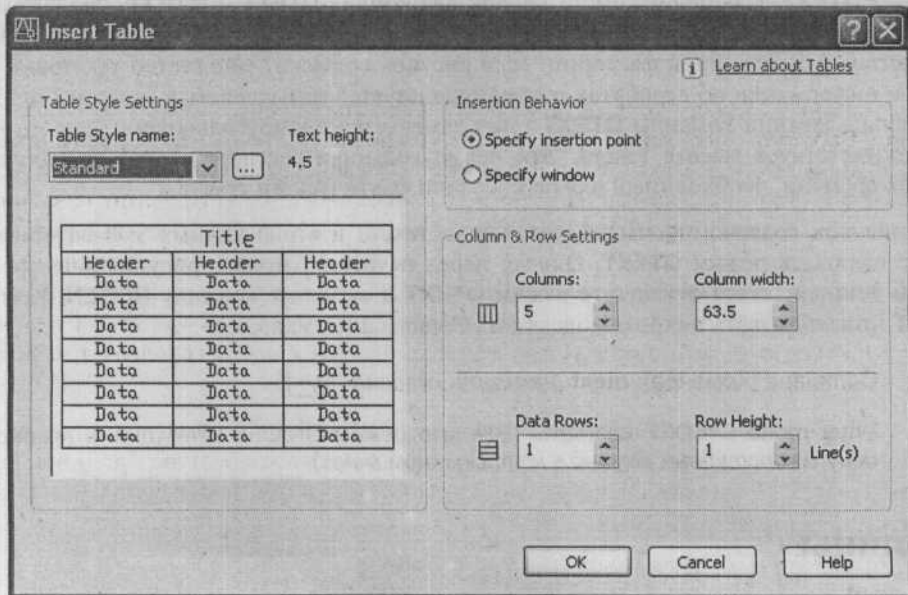 Insert Table
Learn about Tables
Table Style Settings
Table Style name:
Text height:
Standard
...
4.5
Title
Header Header Header
Data Data Data
Data Data Data
Data Data Data
Data Data Data
Data Data Data
Data Data Data
Data Data Data
Data Data Data
Insertion Behavior
Specify insertion point
Specify window
Column & Row Settings
Columns:
Column width:
5
63.5
Data Rows:
Row Height:
1
1
Line(s)
OK
Cancel
Help